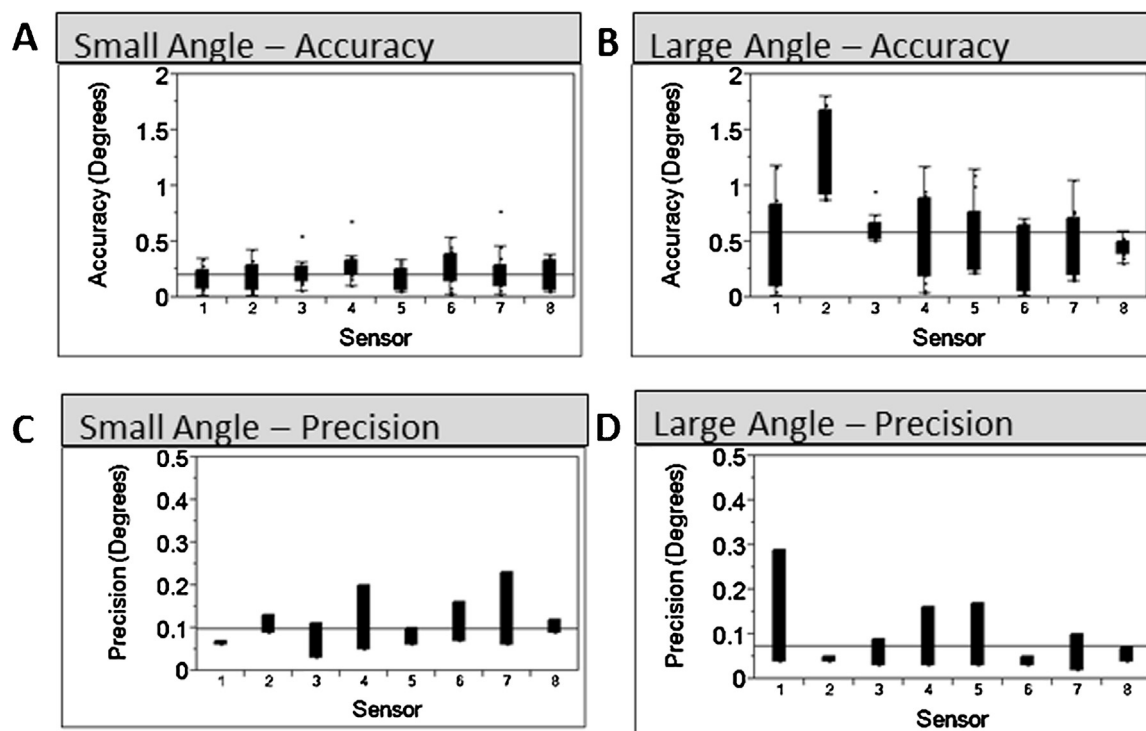 A
Small Angle – Accuracy
Accuracy (Degrees)
2
1.5
1
0.5
0
1 2 3 4 5 6 7 8
Sensor
B
Large Angle – Accuracy
Accuracy (Degrees)
2
1.5
1
0.5
0
1 2 3 4 5 6 7 8
Sensor
C
Small Angle – Precision
Precision (Degrees)
0.5
0.4
0.3
0.2
0.1
0
1 2 3 4 5 6 7 8
Sensor
D
Large Angle – Precision
Precision (Degrees)
0.5
0.4
0.3
0.2
0.1
0
1 2 3 4 5 6 7 8
Sensor